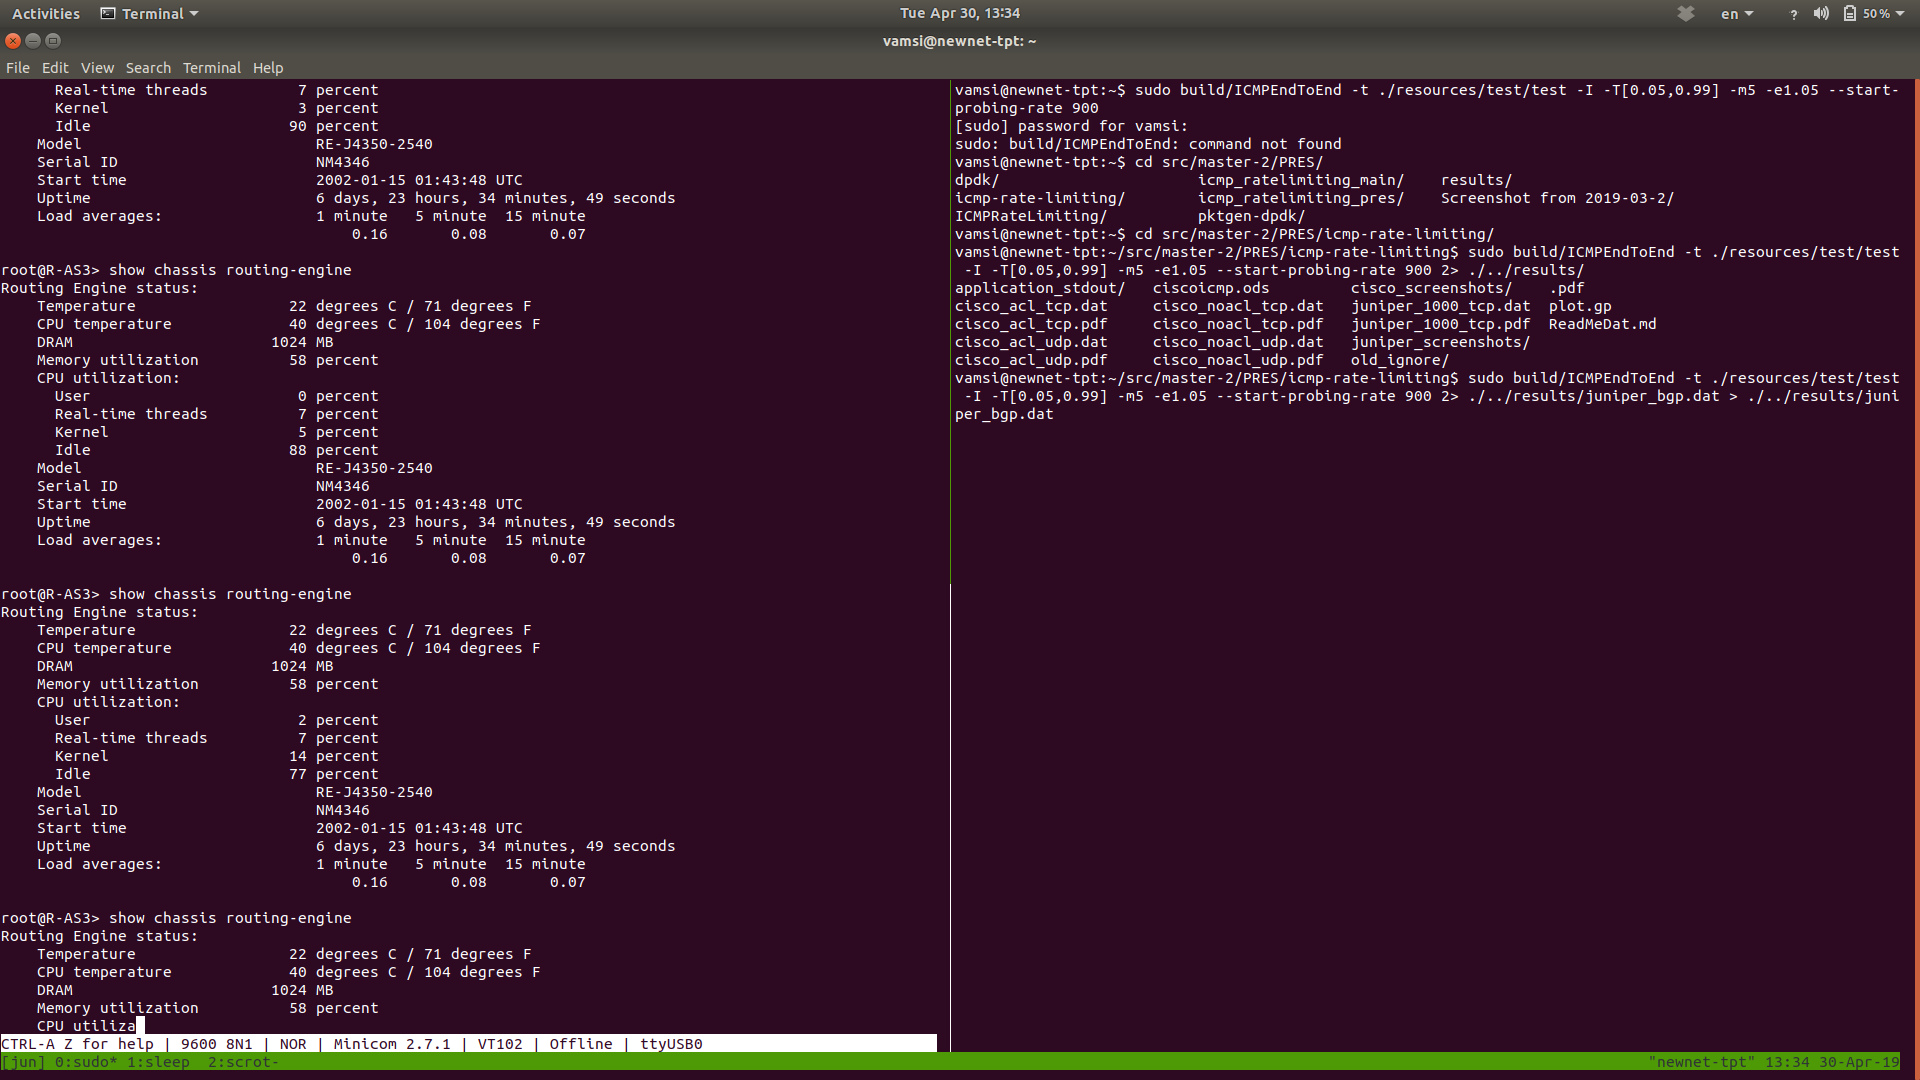 Activities Terminal Tue Apr 30, 13:34 en ? 50%
vamsi@newnet-tpt: ~
File Edit View Search Terminal Help
Real-time threads 7 percent
Kernel 3 percent
Idle 90 percent
Model RE-J4350-2540
Serial ID NM4346
Start time 2002-01-15 01:43:48 UTC
Uptime 6 days, 23 hours, 34 minutes, 49 seconds
Load averages: 1 minute 5 minute 15 minute
0.16 0.08 0.07
root@R-AS3> show chassis routing-engine
Routing Engine status:
Temperature 22 degrees C / 71 degrees F
CPU temperature 40 degrees C / 104 degrees F
DRAM 1024 MB
Memory utilization 58 percent
CPU utilization:
User 0 percent
Real-time threads 7 percent
Kernel 5 percent
Idle 88 percent
Model RE-J4350-2540
Serial ID NM4346
Start time 2002-01-15 01:43:48 UTC
Uptime 6 days, 23 hours, 34 minutes, 49 seconds
Load averages: 1 minute 5 minute 15 minute
0.16 0.08 0.07
root@R-AS3> show chassis routing-engine
Routing Engine status:
Temperature 22 degrees C / 71 degrees F
CPU temperature 40 degrees C / 104 degrees F
DRAM 1024 MB
Memory utilization 58 percent
CPU utilization:
User 2 percent
Real-time threads 7 percent
Kernel 14 percent
Idle 77 percent
Model RE-J4350-2540
Serial ID NM4346
Start time 2002-01-15 01:43:48 UTC
Uptime 6 days, 23 hours, 34 minutes, 49 seconds
Load averages: 1 minute 5 minute 15 minute
0.16 0.08 0.07
root@R-AS3> show chassis routing-engine
Routing Engine status:
Temperature 22 degrees C / 71 degrees F
CPU temperature 40 degrees C / 104 degrees F
DRAM 1024 MB
Memory utilization 58 percent
CPU utiliza
CTRL-A Z for help | 9600 8N1 | NOR | Minicom 2.7.1 | VT102 | Offline | ttyUSB0
vamsi@newnet-tpt:~$ sudo build/ICMPEndToEnd -t ./resources/test/test -I -T[0.05,0.99] -m5 -e1.05 --start-
probing-rate 900
[sudo] password for vamsi:
sudo: build/ICMPEndToEnd: command not found
vamsi@newnet-tpt:~$ cd src/master-2/PRES/
dpdk/ icmp_ratelimiting_main/ results/
icmp-rate-limiting/ icmp_ratelimiting_pres/ Screenshot from 2019-03-2/
ICMPRateLimiting/ pktgen-dpdk/
vamsi@newnet-tpt:~$ cd src/master-2/PRES/icmp-rate-limiting/
vamsi@newnet-tpt:~/src/master-2/PRES/icmp-rate-limiting$ sudo build/ICMPEndToEnd -t ./resources/test/test
-I -T[0.05,0.99] -m5 -e1.05 --start-probing-rate 900 2> ./../results/
application_stdout/ ciscoicmp.ods cisco_screenshots/ .pdf
cisco_acl_tcp.dat cisco_noacl_tcp.dat juniper_1000_tcp.dat plot.gp
cisco_acl_tcp.pdf cisco_noacl_tcp.pdf juniper_1000_tcp.pdf ReadMeDat.md
cisco_acl_udp.dat cisco_noacl_udp.dat juniper_screenshots/
cisco_acl_udp.pdf cisco_noacl_udp.pdf old_ignore/
vamsi@newnet-tpt:~/src/master-2/PRES/icmp-rate-limiting$ sudo build/ICMPEndToEnd -t ./resources/test/test
-I -T[0.05,0.99] -m5 -e1.05 --start-probing-rate 900 2> ./../results/juniper_bgp.dat > ./../results/juni
per_bgp.dat
[jun] 0:sudo* 1:sleep 2:scrot- "newnet-tpt" 13:34 30-Apr-19